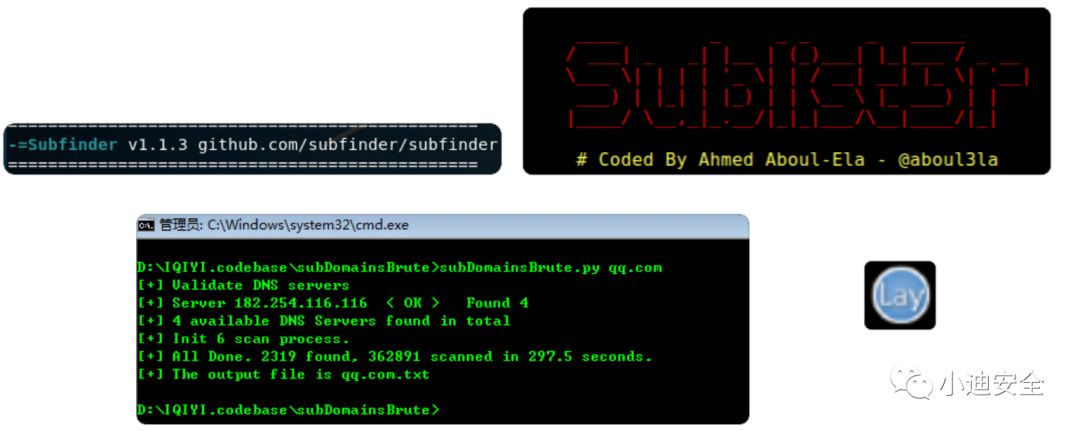 -=Subfinder v1.1.3 github.com/subfinder/subfinder
Sublist3r
# Coded By Ahmed Aboul-Ela - @aboul3la
管理员: C:\Windows\system32\cmd.exe
D:\IQIYI.codebase\subDomainsBrute>subDomainsBrute.py qq.com
[+] Validate DNS servers
[+] Server 182.254.116.116  < OK >   Found 4
[+] 4 available DNS Servers found in total
[+] Init 6 scan process.
[+] All Done. 2319 found, 362891 scanned in 297.5 seconds.
[+] The output file is qq.com.txt
D:\IQIYI.codebase\subDomainsBrute>
Lay
小迪安全